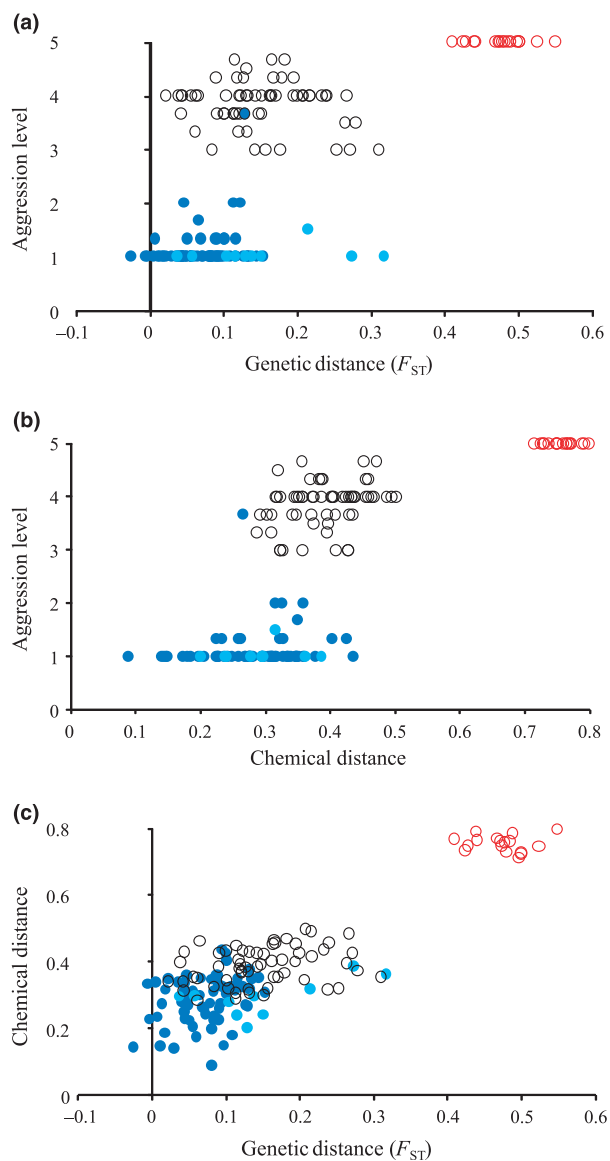 (a)
5
4
3
2
1
0
Aggression level
–0.1 0 0.1 0.2 0.3 0.4 0.5 0.6
Genetic distance (FST)
(b)
5
4
3
2
1
0
Aggression level
0 0.1 0.2 0.3 0.4 0.5 0.6 0.7 0.8
Chemical distance
(c)
0.8
0.6
0.4
0.2
0
Chemical distance
–0.1 0 0.1 0.2 0.3 0.4 0.5 0.6
Genetic distance (FST)